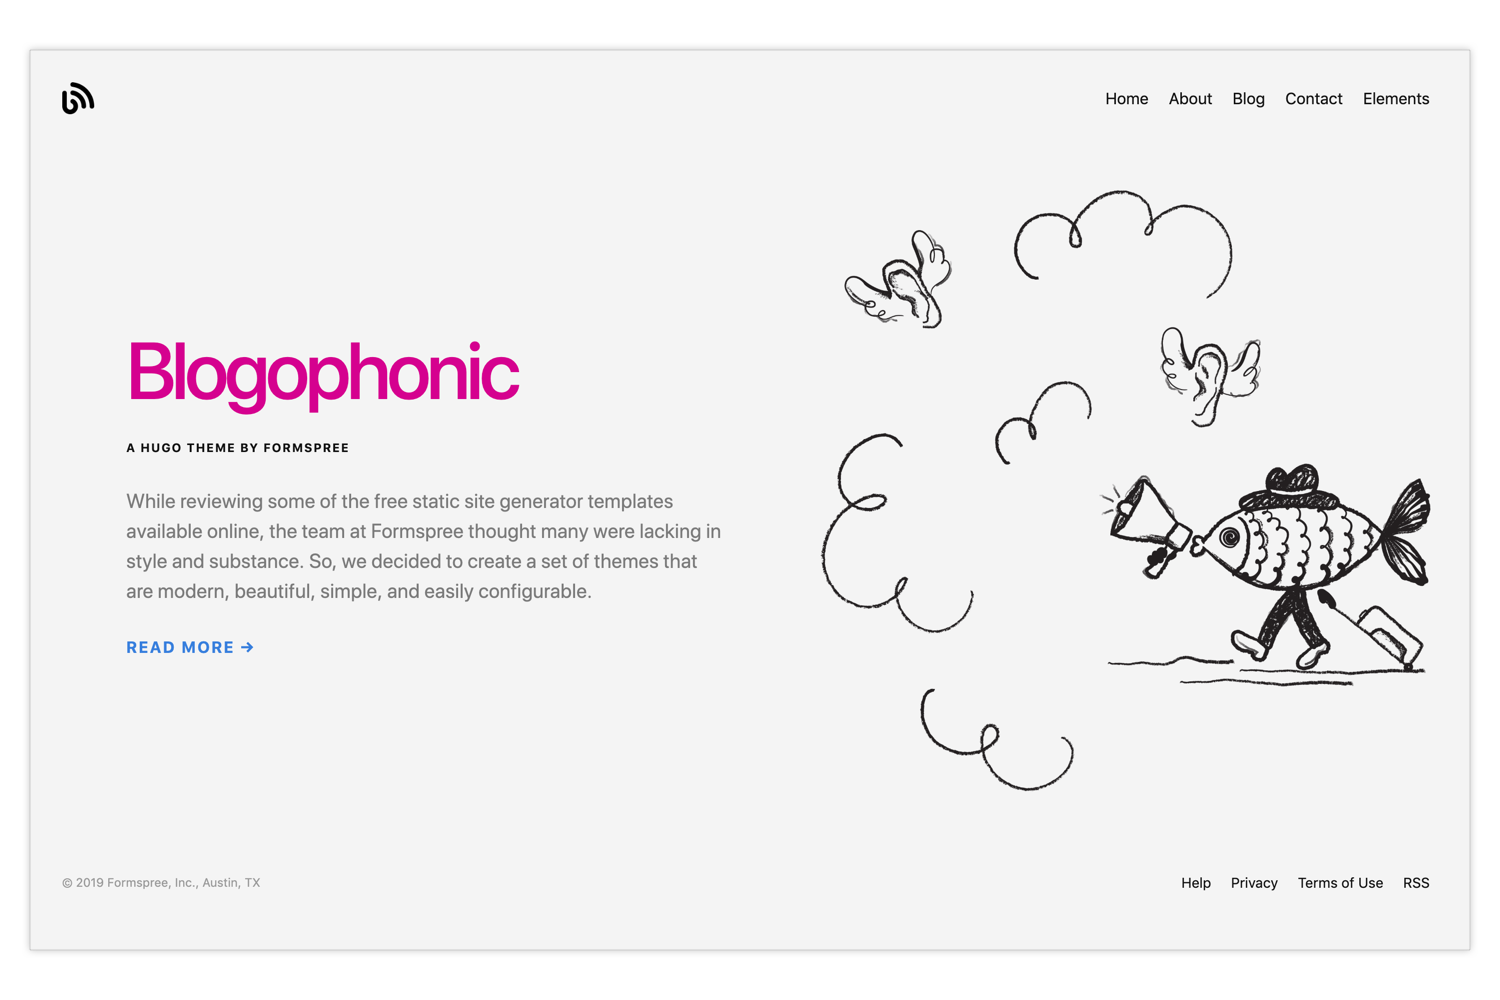 Home About Blog Contact Elements
Blogophonic
A HUGO THEME BY FORMSPREE
While reviewing some of the free static site generator templates
available online, the team at Formspree thought many were lacking in
style and substance. So, we decided to create a set of themes that
are modern, beautiful, simple, and easily configurable.
READ MORE →
© 2019 Formspree, Inc., Austin, TX
Help Privacy Terms of Use RSS